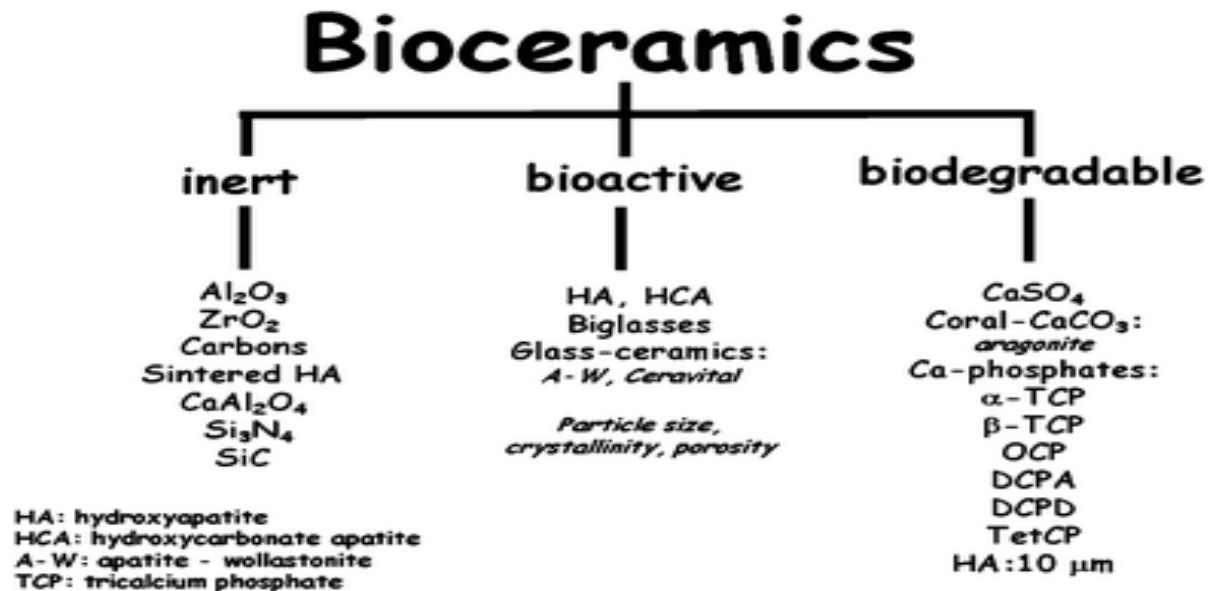 Bioceramics
inert
Al₂O₃
ZrO₂
Carbons
Sintered HA
CaAl₂O₄
Si₃N₄
SiC
bioactive
HA, HCA
Biglasses
Glass-ceramics:
A-W, Ceravital
Particle size,
crystallinity, porosity
biodegradable
CaSO₄
Coral-CaCO₃:
aragonite
Ca-phosphates:
α-TCP
β-TCP
OCP
DCPA
DCPD
TetCP
HA:10 μm
HA: hydroxyapatite
HCA: hydroxycarbonate apatite
A-W: apatite - wollastonite
TCP: tricalcium phosphate